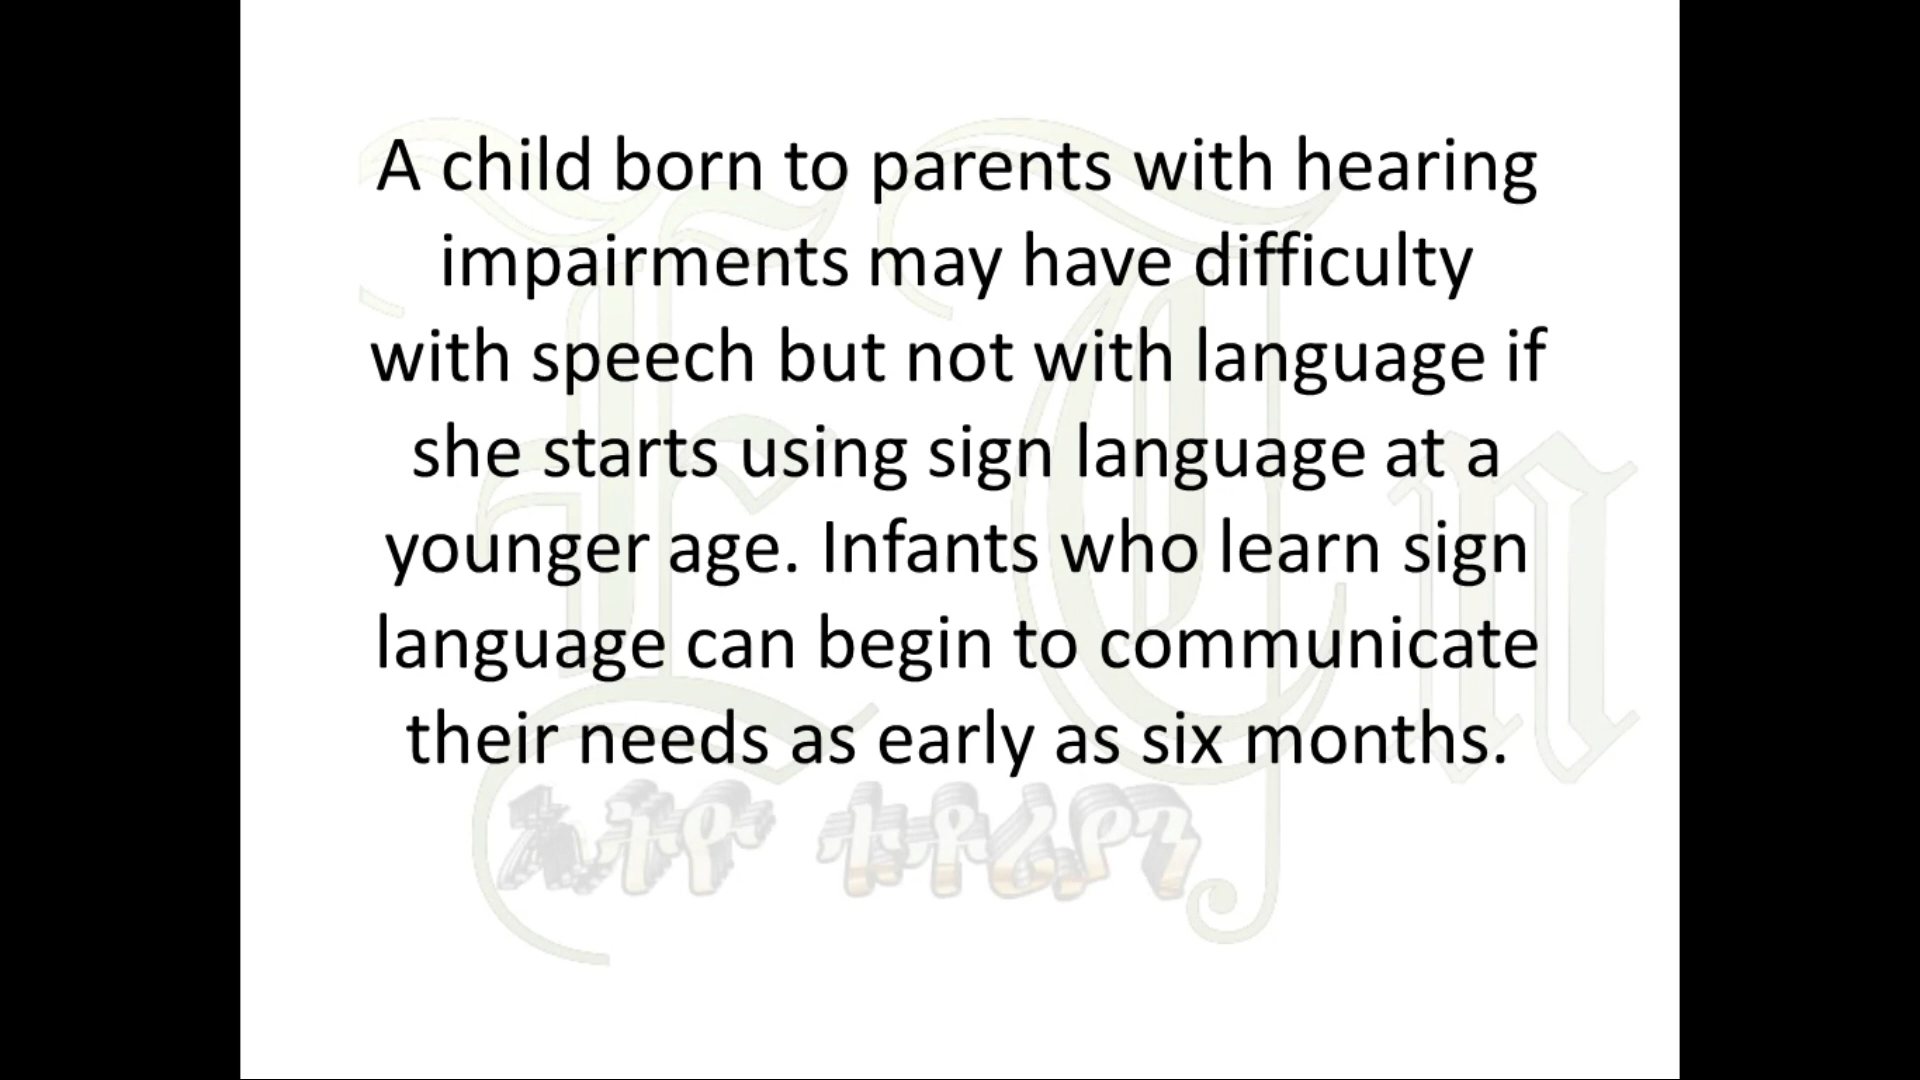 A child born to parents with hearing
impairments may have difficulty
with speech but not with language if
she starts using sign language at a
younger age. Infants who learn sign
language can begin to communicate
their needs as early as six months.